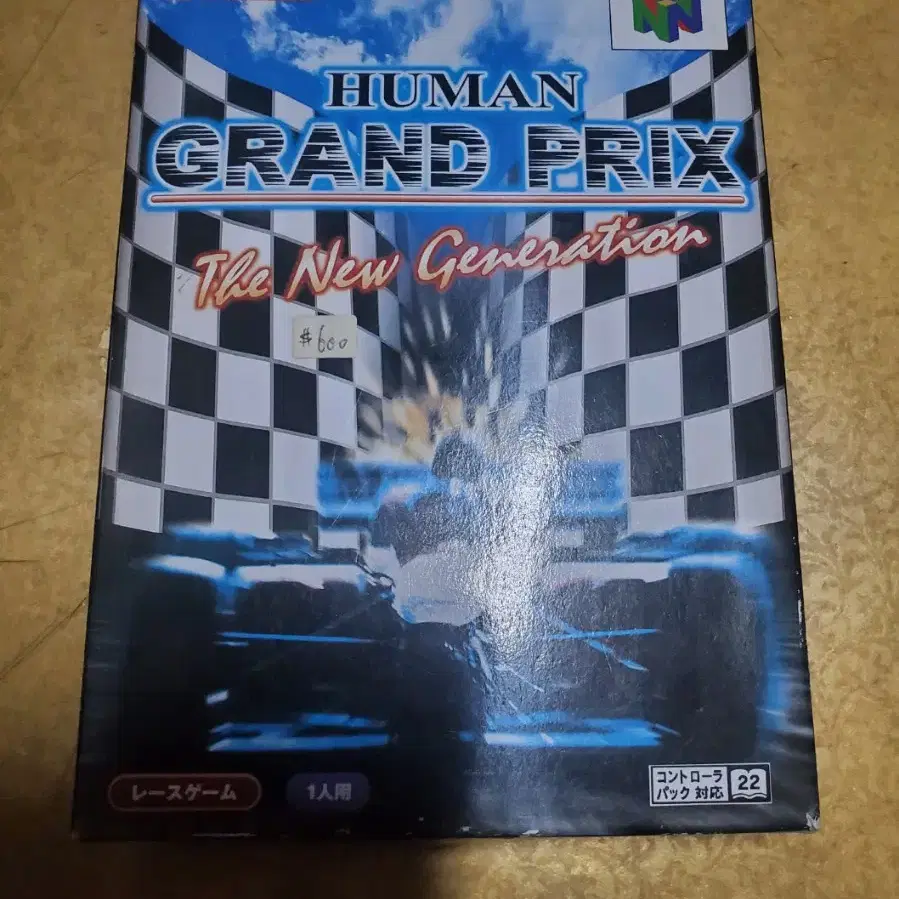 HUMAN
GRAND PRIX
The New Generation
$600
レースゲーム
1人用
コントローラ
パック対応
22